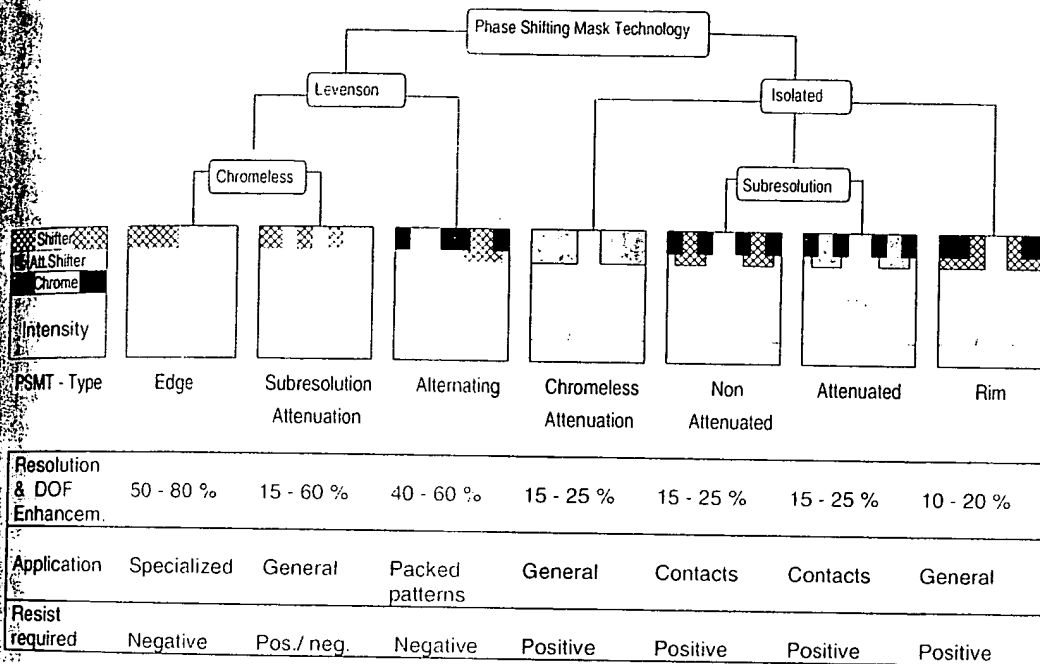 Phase Shifting Mask Technology
Levenson
Isolated
Chromeless
Subresolution
Shifter
Att.Shifter
Chrome
Intensity
PSMT - Type Edge Subresolution Attenuation Alternating Chromeless Attenuation Non Attenuated Attenuated Rim
Resolution & DOF Enhancem. 50 - 80 % 15 - 60 % 40 - 60 % 15 - 25 % 15 - 25 % 15 - 25 % 10 - 20 %
Application Specialized General Packed patterns General Contacts Contacts General
Resist required Negative Pos./ neg. Negative Positive Positive Positive Positive